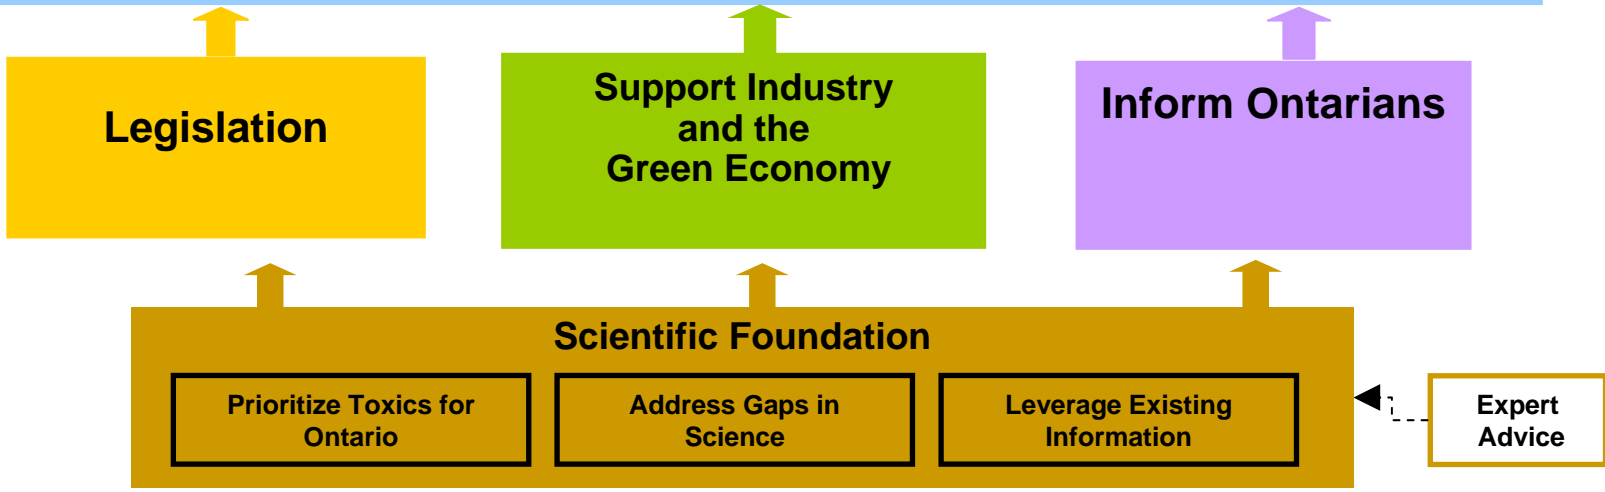 Legislation
Support Industry
and the
Green Economy
Inform Ontarians
Scientific Foundation
Prioritize Toxics for
Ontario
Address Gaps in
Science
Leverage Existing
Information
Expert
Advice